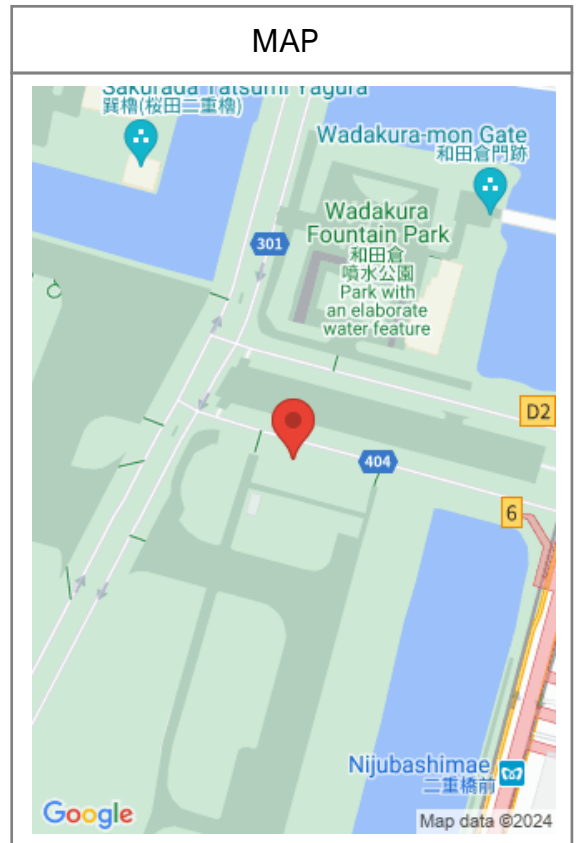 MAP
Sakurada Tatsumi Yagura
巽櫓(桜田二重櫓)
Wadakura-mon Gate
和田倉門跡
Wadakura
Fountain Park
和田倉
噴水公園
Park with
an elaborate
water feature
301
D2
404
6
Nijubashimae
二重橋前
Google
Map data ©2024